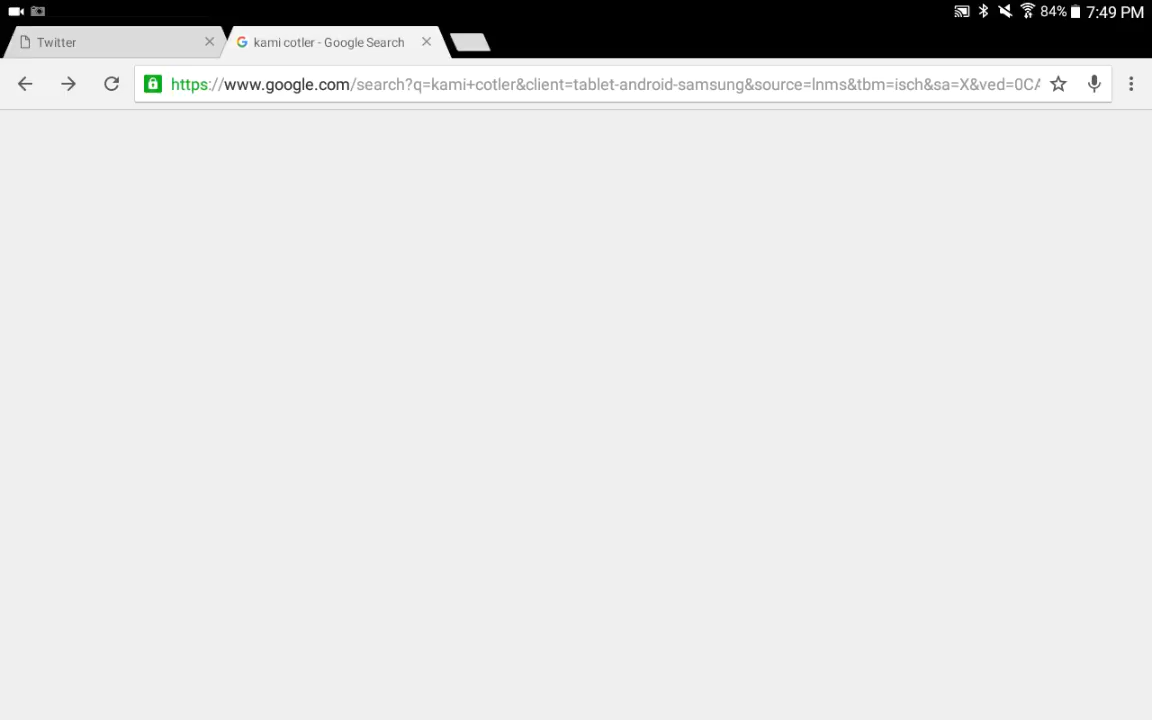 84% 7:49 PM
Twitter
kami cotler - Google Search
https://www.google.com/search?q=kami+cotler&client=tablet-android-samsung&source=lnms&tbm=isch&sa=X&ved=0CA